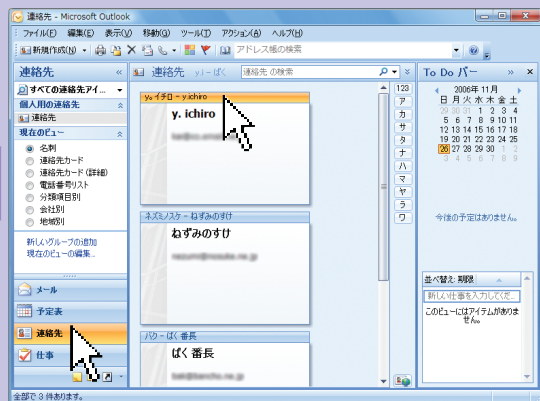 連絡先 - Microsoft Outlook
ファイル(F) 編集(E) 表示(V) 移動(G) ツール(T) アクション(A) ヘルプ(H)
新規作成(N) アドレス帳の検索
連絡先 «
すべての連絡先アイ...
個人用の連絡先
連絡先
現在のビュー
名刺
連絡先カード
連絡先カード (詳細)
電話番号リスト
分類項目別
会社別
地域別
新しいグループの追加
現在のビューの編集...
メール
予定表
連絡先
仕事
連絡先 y.i - ばく 連絡先 の検索
y。イチロ - y.ichiro
y. ichiro
ネズミノスケ - ねずみのすけ
ねずみのすけ
バク - ばく 番長
ばく 番長
123
ア
カ
サ
タ
ナ
ハ
マ
ヤ
ラ
ワ
To Do バー » ×
2006年 11月
日 月 火 水 木 金 土
29 30 31 1 2 3 4
5 6 7 8 9 10 11
12 13 14 15 16 17 18
19 20 21 22 23 24 25
26 27 28 29 30 1 2
3 4 5 6 7 8 9
今後の予定はありません。
並べ替え: 期限
新しい仕事を入力してくだ...
このビューにはアイテムがありま
せん。
全部で 3 件あります。